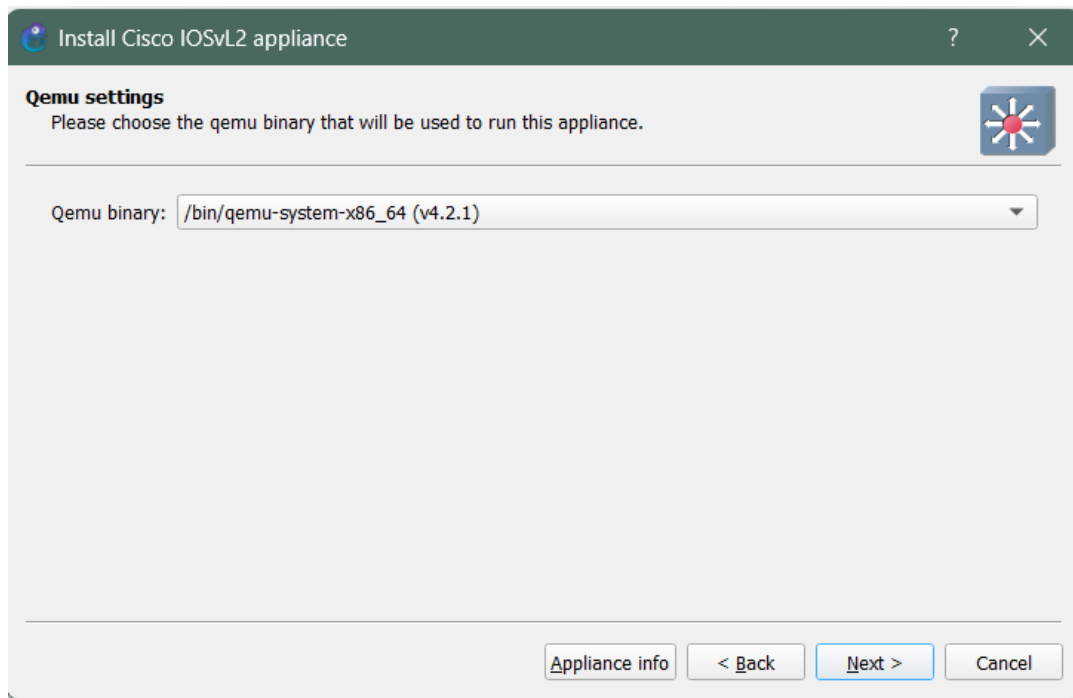 Install Cisco IOSvL2 appliance ?
Qemu settings
Please choose the qemu binary that will be used to run this appliance.
Qemu binary: /bin/qemu-system-x86_64 (v4.2.1)
Appliance info < Back Next > Cancel